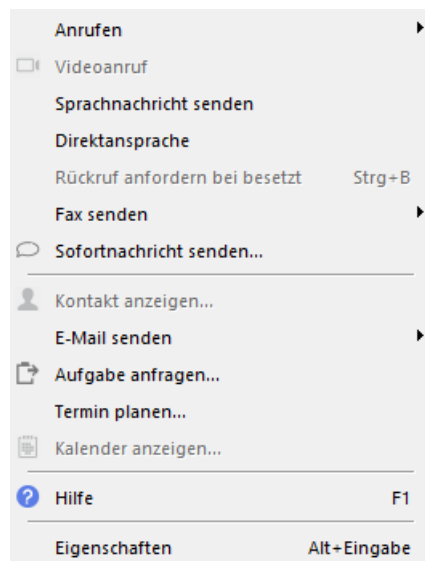 Anrufen
Videoanruf
Sprachnachricht senden
Direktansprache
Rückruf anfordern bei besetzt Strg+B
Fax senden
Sofortnachricht senden...
Kontakt anzeigen...
E-Mail senden
Aufgabe anfragen...
Termin planen...
Kalender anzeigen...
Hilfe F1
Eigenschaften Alt+Eingabe